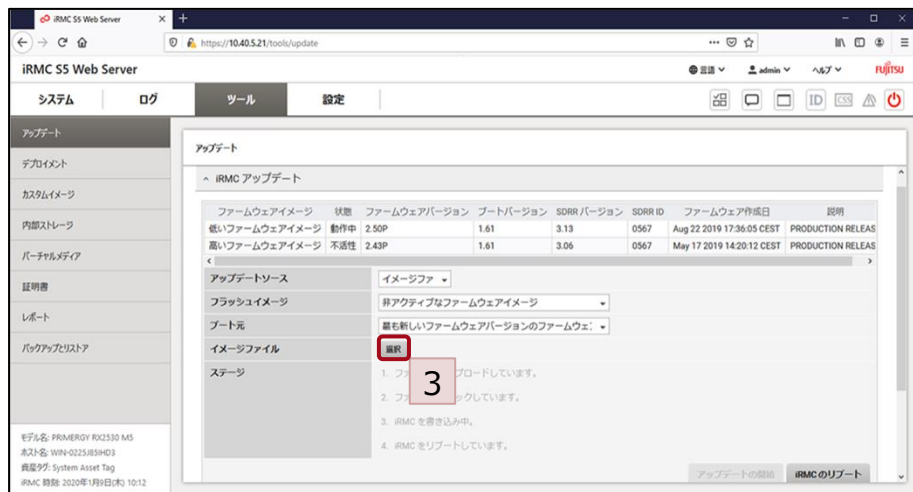 iRMC S5 Web Server
https://10.40.5.21/tools/update
iRMC S5 Web Server
言語 admin ヘルプ FUJITSU
システム ログ ツール 設定
ID CSS
アップデート
デプロイメント
カスタムイメージ
内部ストレージ
バーチャルメディア
証明書
レポート
バックアップとリストア
モデル名: PRIMERGY RX2530 M5
ホスト名: WIN-0225J85IHD3
資産タグ: System Asset Tag
iRMC 時刻: 2020年1月9日(木) 10:12
アップデート
iRMC アップデート
ファームウェアイメージ 状態 ファームウェアバージョン ブートバージョン SDRR バージョン SDRR ID ファームウェア作成日 説明
低いファームウェアイメージ 動作中 2.50P 1.61 3.13 0567 Aug 22 2019 17:36:05 CEST PRODUCTION RELEAS
高いファームウェアイメージ 不活性 2.43P 1.61 3.06 0567 May 17 2019 14:20:12 CEST PRODUCTION RELEAS
アップデートソース イメージファ
フラッシュイメージ 非アクティブなファームウェアイメージ
ブート元 最も新しいファームウェアバージョンのファームウェ
イメージファイル 選択
3
ステージ 1. ファ プロードしています。
2. ファ ックしています。
3. iRMC を書き込み中。
4. iRMC をリブートしています。
アップデートの開始 iRMC のリブート